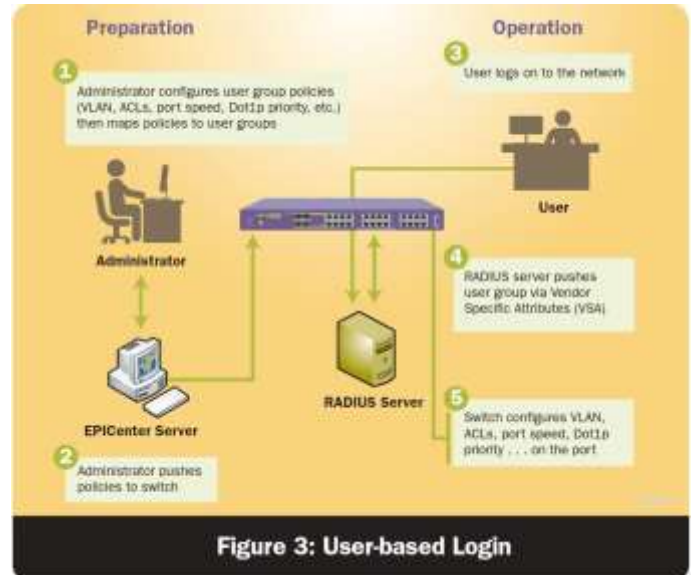 Preparation
Operation
1
Administrator configures user group policies
(VLAN, ACLs, port speed, Dot1p priority, etc.)
then maps policies to user groups
3
User logs on to the network
Administrator
User
4
RADIUS server pushes
user group via Vendor
Specific Attributes (VSA)
EPICenter Server
RADIUS Server
2
Administrator pushes
policies to switch
5
Switch configures VLAN,
ACLs, port speed, Dot1p
priority . . . on the port
Figure 3: User-based Login